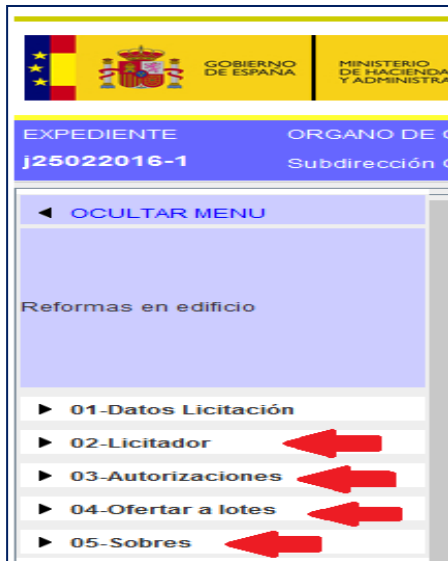 GOBIERNO
DE ESPAÑA
MINISTERIO
DE HACIENDA
Y ADMINISTRA
EXPEDIENTE ORGANO DE
j25022016-1 Subdirección
◄ OCULTAR MENU
Reformas en edificio
► 01-Datos Licitación
► 02-Licitador
► 03-Autorizaciones
► 04-Ofertar a lotes
► 05-Sobres